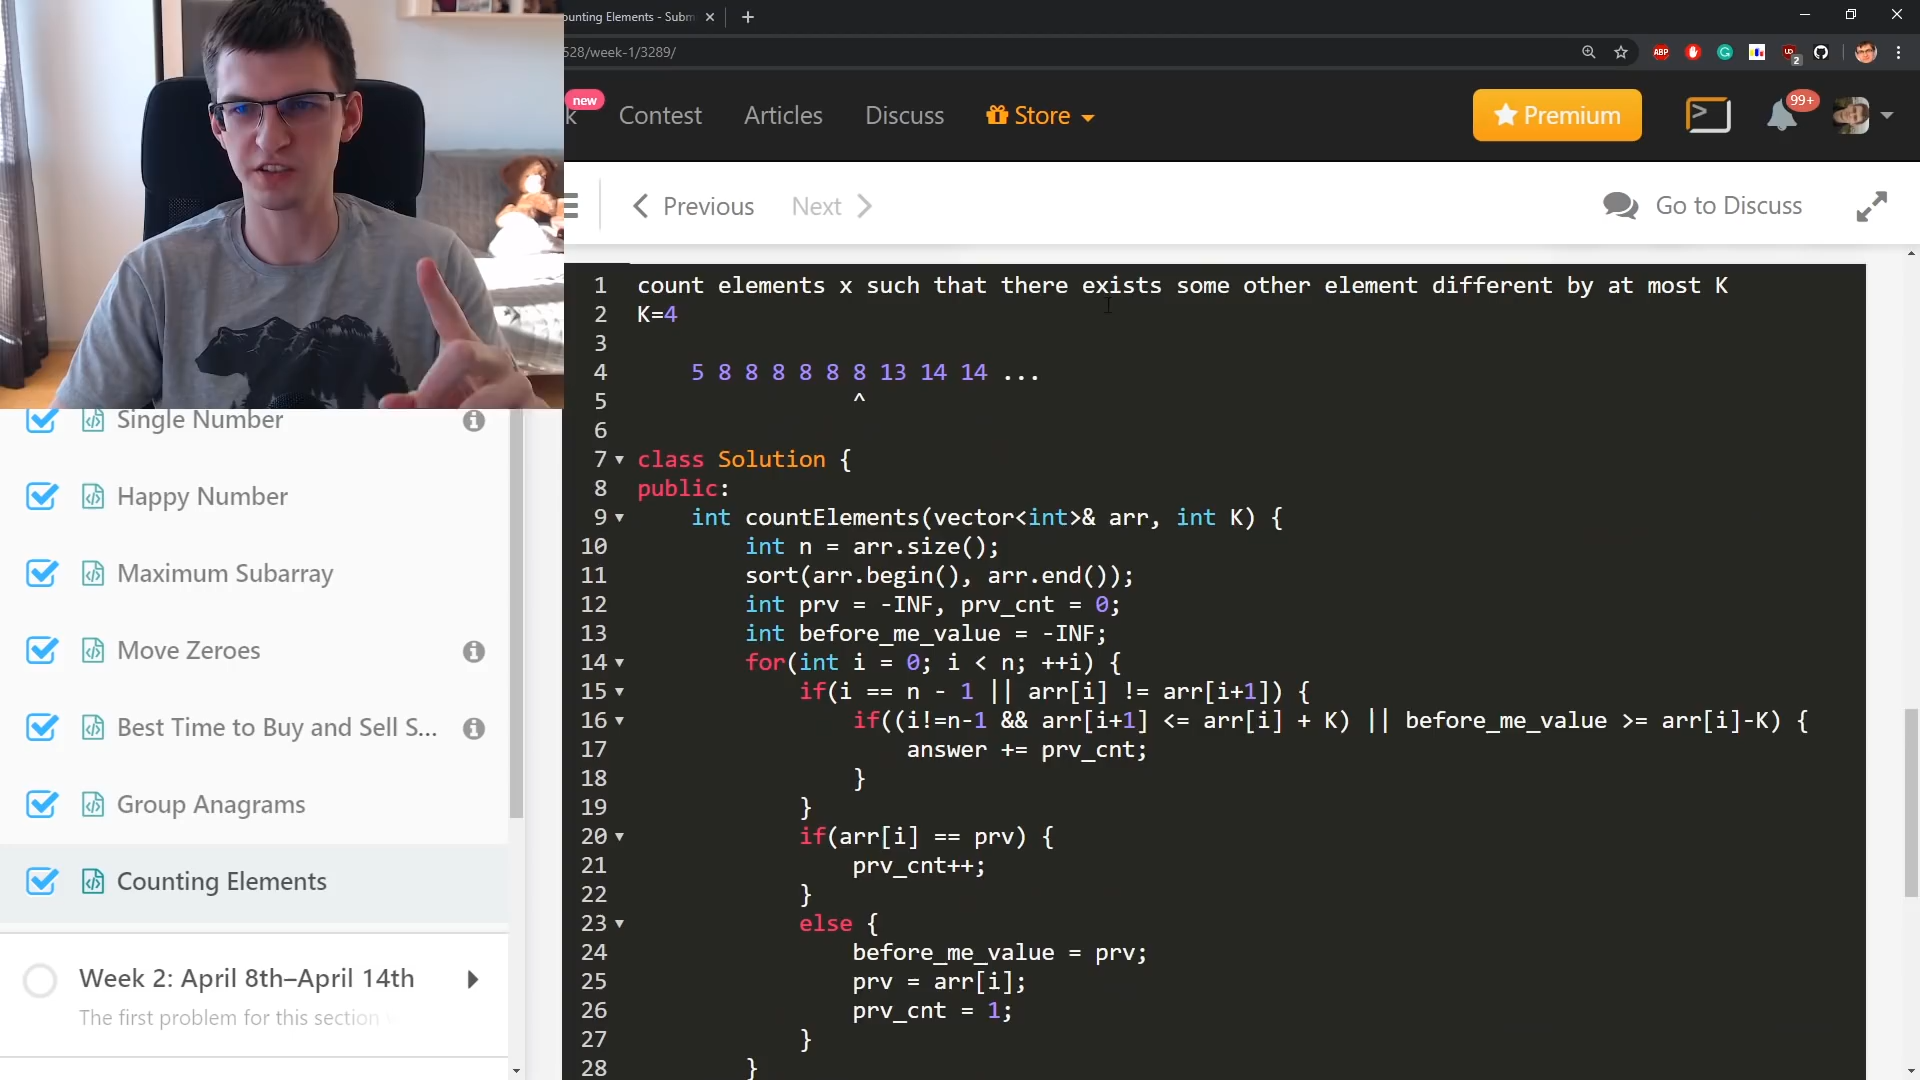 ounting Elements - Subm
528/week-1/3289/
ABP
UD
2
k
new
Contest
Articles
Discuss
Store
Premium
99+
Previous
Next
Go to Discuss
1 count elements x such that there exists some other element different by at most K
2 K=4
3
4 5 8 8 8 8 8 8 13 14 14 ...
5 ^
6
7 class Solution {
8 public:
9 int countElements(vector<int>& arr, int K) {
10 int n = arr.size();
11 sort(arr.begin(), arr.end());
12 int prv = -INF, prv_cnt = 0;
13 int before_me_value = -INF;
14 for(int i = 0; i < n; ++i) {
15 if(i == n - 1 || arr[i] != arr[i+1]) {
16 if((i!=n-1 && arr[i+1] <= arr[i] + K) || before_me_value >= arr[i]-K) {
17 answer += prv_cnt;
18 }
19 }
20 if(arr[i] == prv) {
21 prv_cnt++;
22 }
23 else {
24 before_me_value = prv;
25 prv = arr[i];
26 prv_cnt = 1;
27 }
28 }
Single Number
Happy Number
Maximum Subarray
Move Zeroes
Best Time to Buy and Sell S...
Group Anagrams
Counting Elements
Week 2: April 8th–April 14th
The first problem for this section